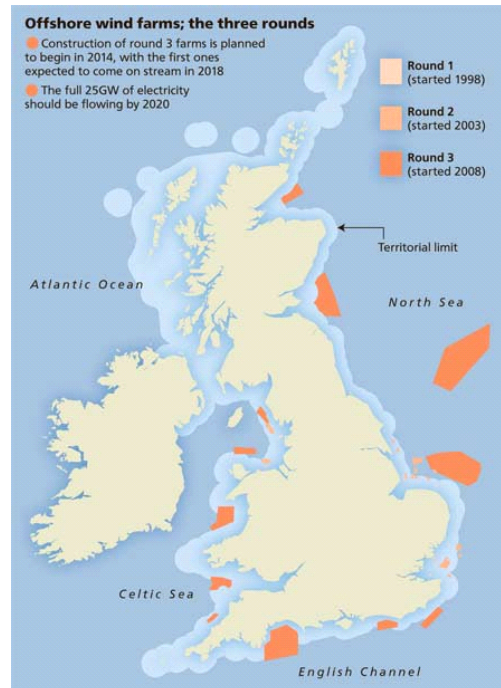 Offshore wind farms; the three rounds
Construction of round 3 farms is planned
to begin in 2014, with the first ones
expected to come on stream in 2018
The full 25GW of electricity
should be flowing by 2020
Round 1
(started 1998)
Round 2
(started 2003)
Round 3
(started 2008)
Territorial limit
Atlantic Ocean
North Sea
Celtic Sea
English Channel